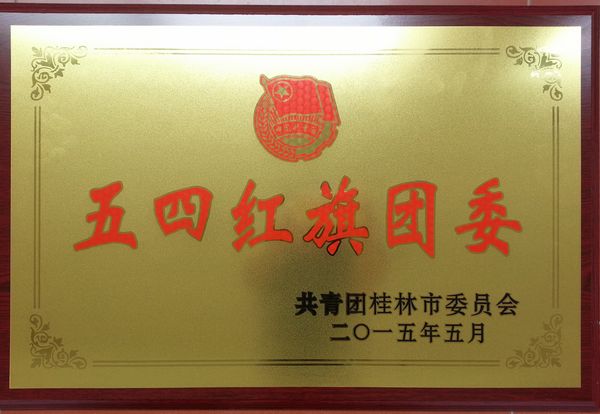 五四红旗团委
共青团桂林市委员会
二〇一五年五月